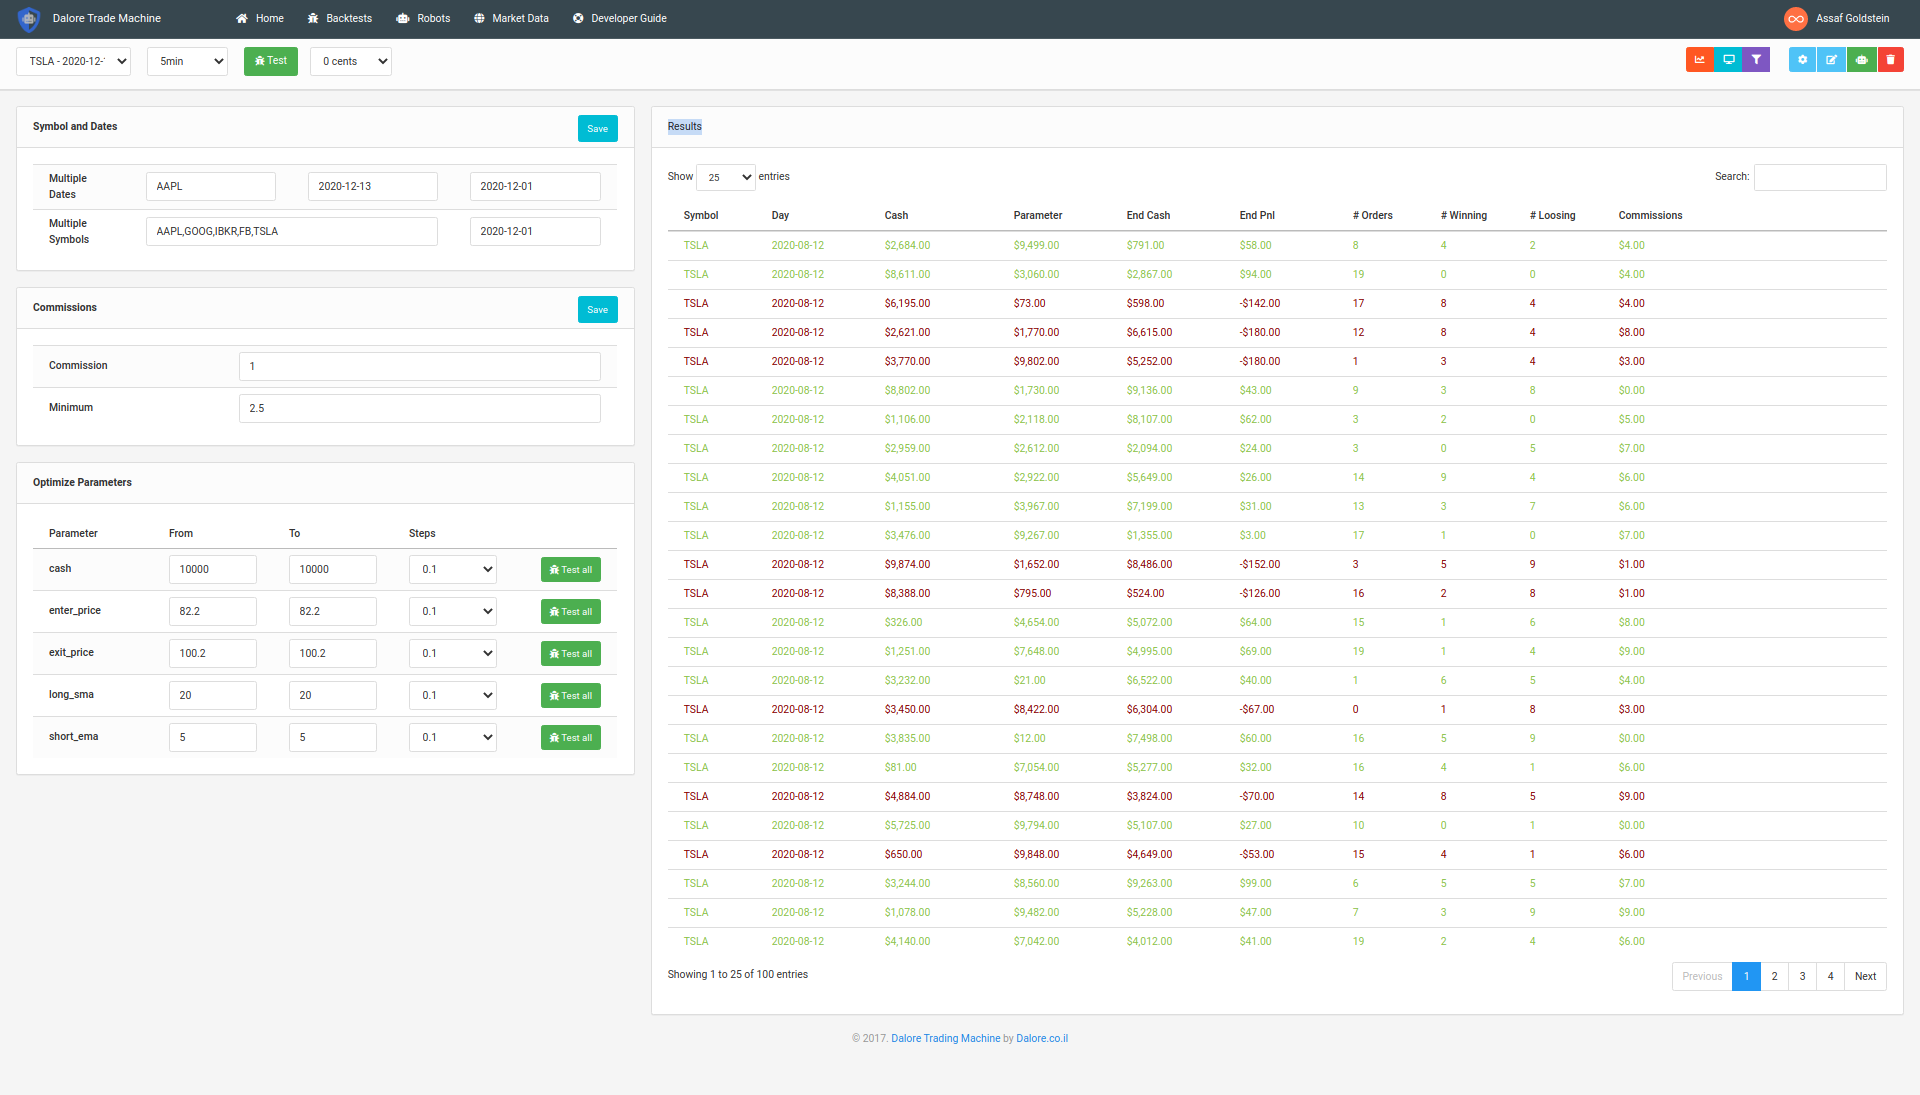 Dalore Trade Machine Home Backtests Robots Market Data Developer Guide Assaf Goldstein
TSLA - 2020-12- 5min Test 0 cents
Symbol and Dates Save
Multiple Dates AAPL 2020-12-13 2020-12-01
Multiple Symbols AAPL,GOOG,IBKR,FB,TSLA 2020-12-01
Commissions Save
Commission 1
Minimum 2.5
Optimize Parameters
Parameter From To Steps
cash 10000 10000 0.1 Test all
enter_price 82.2 82.2 0.1 Test all
exit_price 100.2 100.2 0.1 Test all
long_sma 20 20 0.1 Test all
short_ema 5 5 0.1 Test all
Results
Show 25 entries Search:
Symbol Day Cash Parameter End Cash End Pnl # Orders # Winning # Loosing Commissions
TSLA 2020-08-12 $2,684.00 $9,499.00 $791.00 $58.00 8 4 2 $4.00
TSLA 2020-08-12 $8,611.00 $3,060.00 $2,867.00 $94.00 19 0 0 $4.00
TSLA 2020-08-12 $6,195.00 $73.00 $598.00 -$142.00 17 8 4 $4.00
TSLA 2020-08-12 $2,621.00 $1,770.00 $6,615.00 -$180.00 12 8 4 $8.00
TSLA 2020-08-12 $3,770.00 $9,802.00 $5,252.00 -$180.00 1 3 4 $3.00
TSLA 2020-08-12 $8,802.00 $1,730.00 $9,136.00 $43.00 9 3 8 $0.00
TSLA 2020-08-12 $1,106.00 $2,118.00 $8,107.00 $62.00 3 2 0 $5.00
TSLA 2020-08-12 $2,959.00 $2,612.00 $2,094.00 $24.00 3 0 5 $7.00
TSLA 2020-08-12 $4,051.00 $2,922.00 $5,649.00 $26.00 14 9 4 $6.00
TSLA 2020-08-12 $1,155.00 $3,967.00 $7,199.00 $31.00 13 3 7 $6.00
TSLA 2020-08-12 $3,476.00 $9,267.00 $1,355.00 $3.00 17 1 0 $7.00
TSLA 2020-08-12 $9,874.00 $1,652.00 $8,486.00 -$152.00 3 5 9 $1.00
TSLA 2020-08-12 $8,388.00 $795.00 $524.00 -$126.00 16 2 8 $1.00
TSLA 2020-08-12 $326.00 $4,654.00 $5,072.00 $64.00 15 1 6 $8.00
TSLA 2020-08-12 $1,251.00 $7,648.00 $4,995.00 $69.00 19 1 4 $9.00
TSLA 2020-08-12 $3,232.00 $21.00 $6,522.00 $40.00 1 6 5 $4.00
TSLA 2020-08-12 $3,450.00 $8,422.00 $6,304.00 -$67.00 0 1 8 $3.00
TSLA 2020-08-12 $3,835.00 $12.00 $7,498.00 $60.00 16 5 9 $0.00
TSLA 2020-08-12 $81.00 $7,054.00 $5,277.00 $32.00 16 4 1 $6.00
TSLA 2020-08-12 $4,884.00 $8,748.00 $3,824.00 -$70.00 14 8 5 $9.00
TSLA 2020-08-12 $5,725.00 $9,794.00 $5,107.00 $27.00 10 0 1 $0.00
TSLA 2020-08-12 $650.00 $9,848.00 $4,649.00 -$53.00 15 4 1 $6.00
TSLA 2020-08-12 $3,244.00 $8,560.00 $9,263.00 $99.00 6 5 5 $7.00
TSLA 2020-08-12 $1,078.00 $9,482.00 $5,228.00 $47.00 7 3 9 $9.00
TSLA 2020-08-12 $4,140.00 $7,042.00 $4,012.00 $41.00 19 2 4 $6.00
Showing 1 to 25 of 100 entries Previous 1 2 3 4 Next
© 2017. Dalore Trading Machine by Dalore.co.il